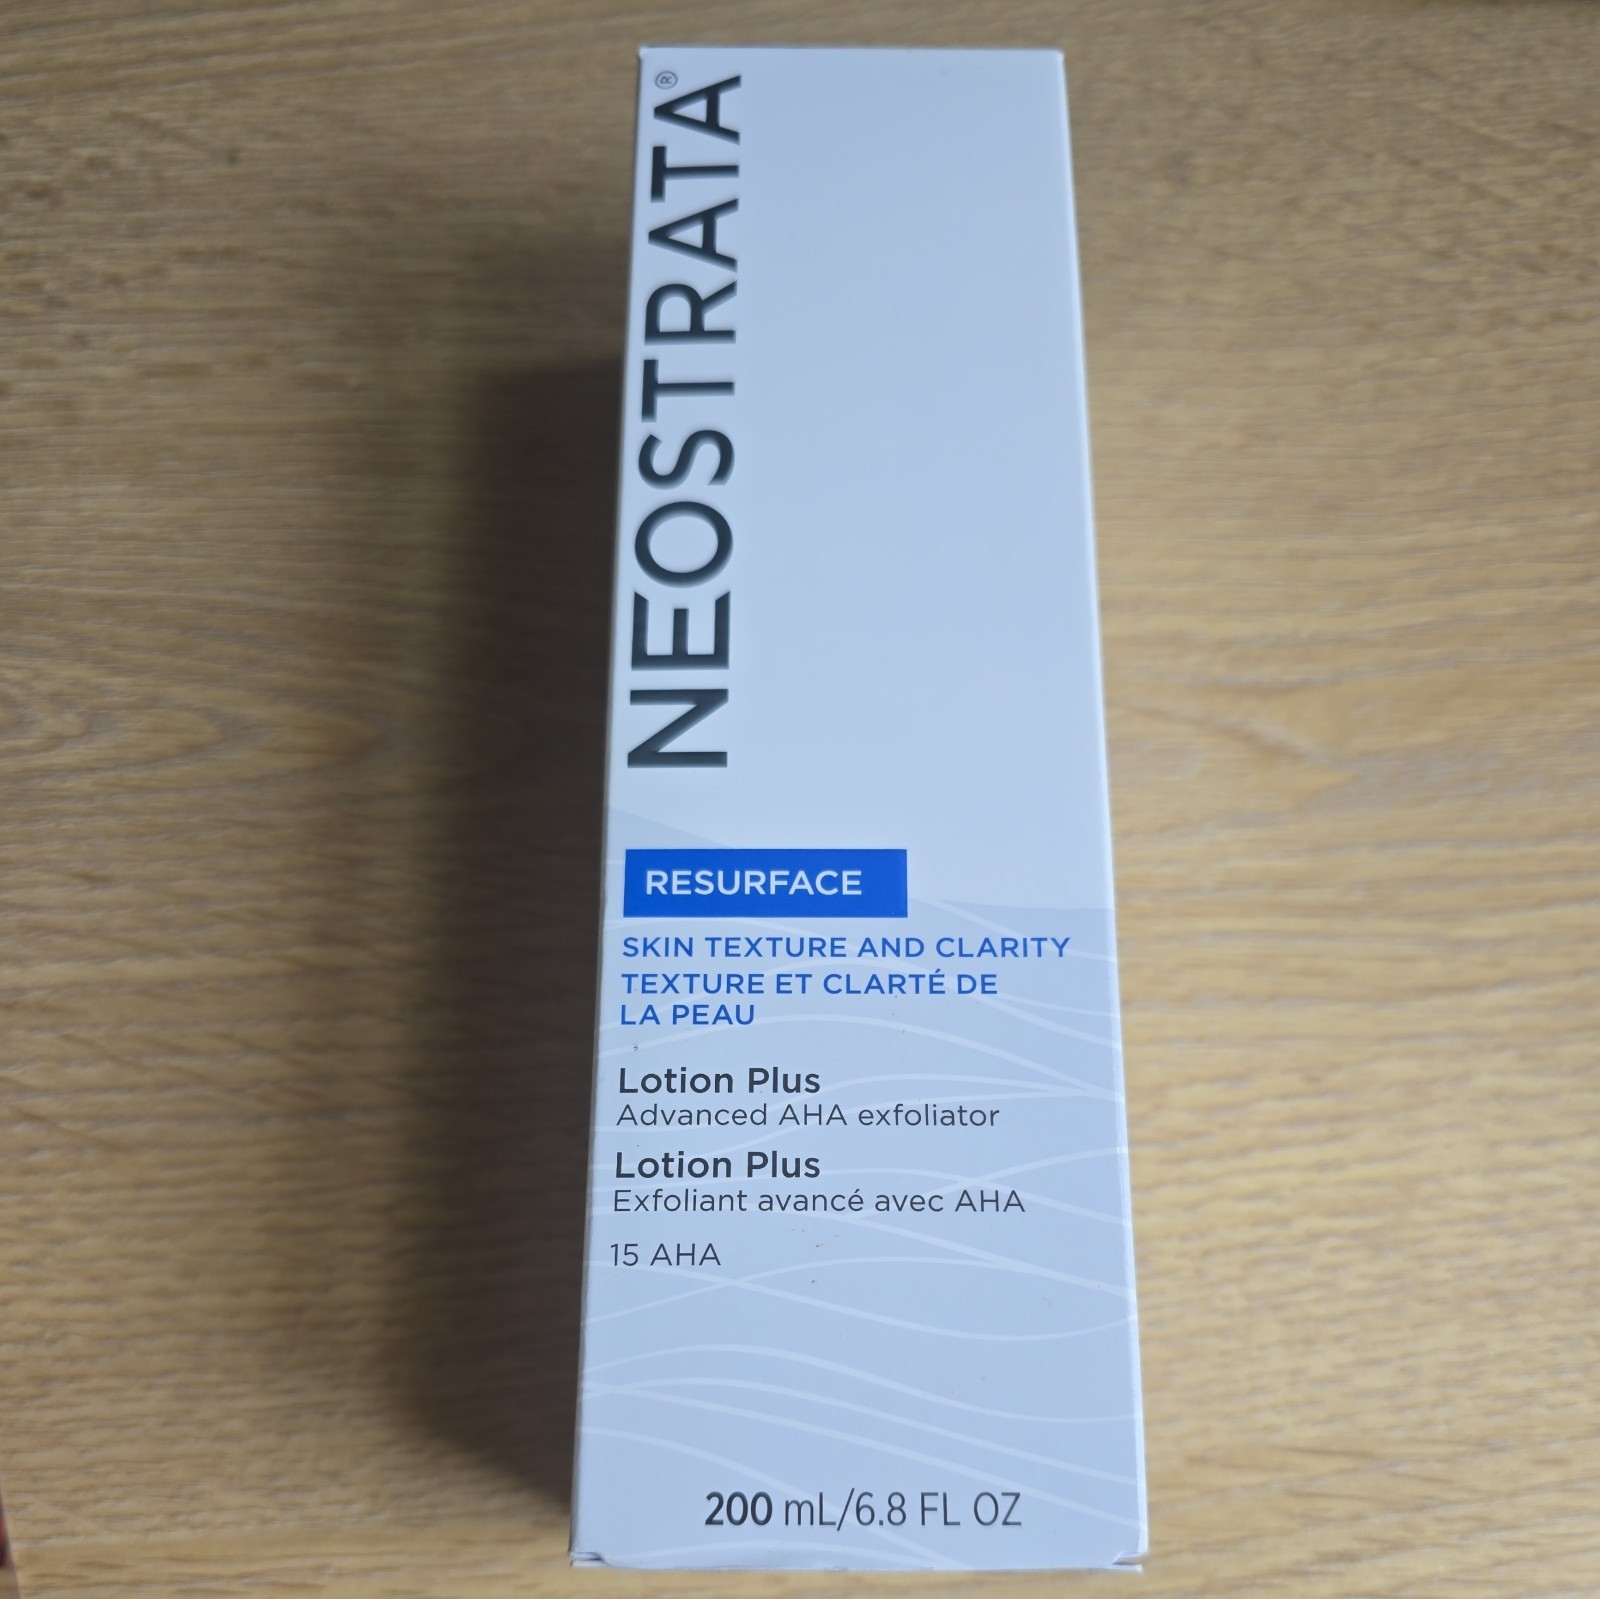 NEOSTRATA®
RESURFACE
SKIN TEXTURE AND CLARITY
TEXTURE ET CLARTÉ DE
LA PEAU
Lotion Plus
Advanced AHA exfoliator
Lotion Plus
Exfoliant avancé avec AHA
15 AHA
200 mL/6.8 FL OZ